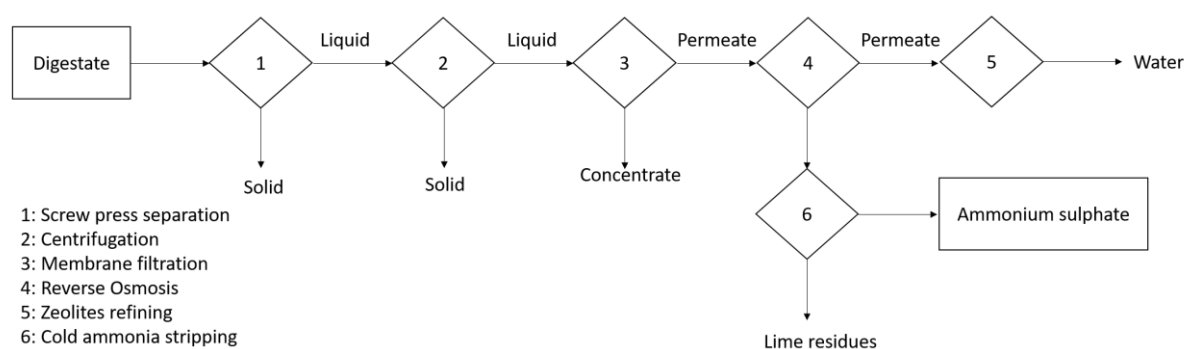 Digestate
1
Liquid
2
Liquid
3
Permeate
4
Permeate
5
Water
Solid
Solid
Concentrate
6
Ammonium sulphate
Lime residues
1: Screw press separation
2: Centrifugation
3: Membrane filtration
4: Reverse Osmosis
5: Zeolites refining
6: Cold ammonia stripping